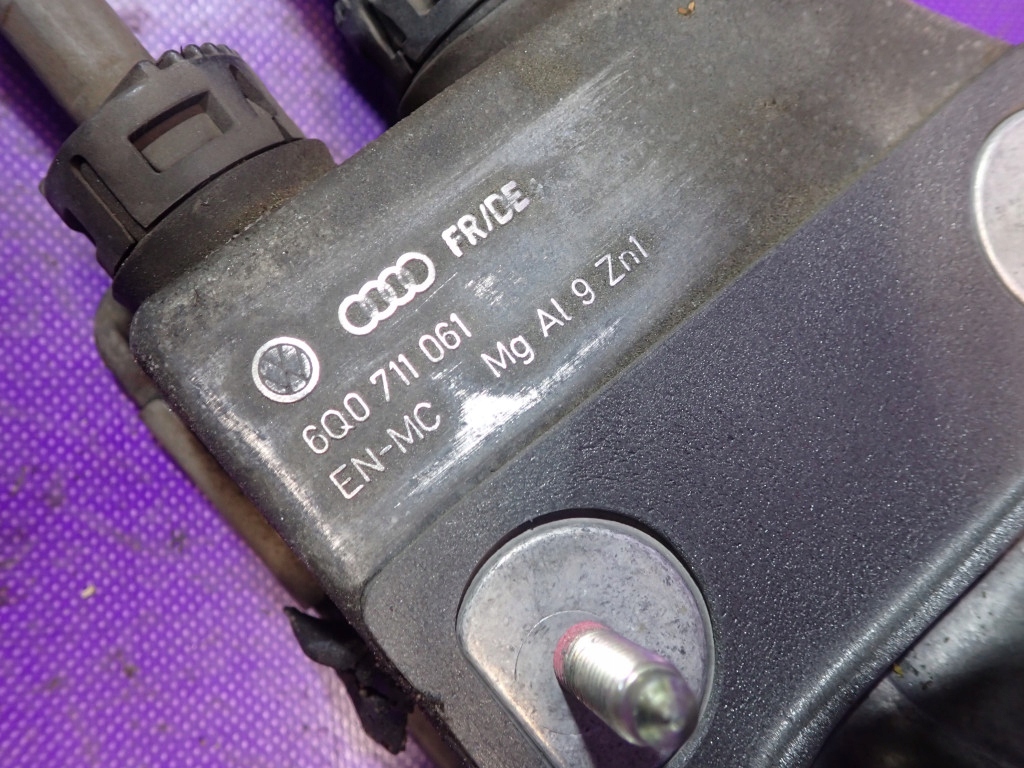 FR/DE
6Q0 711 061
EN-MC Mg Al 9 Zn1